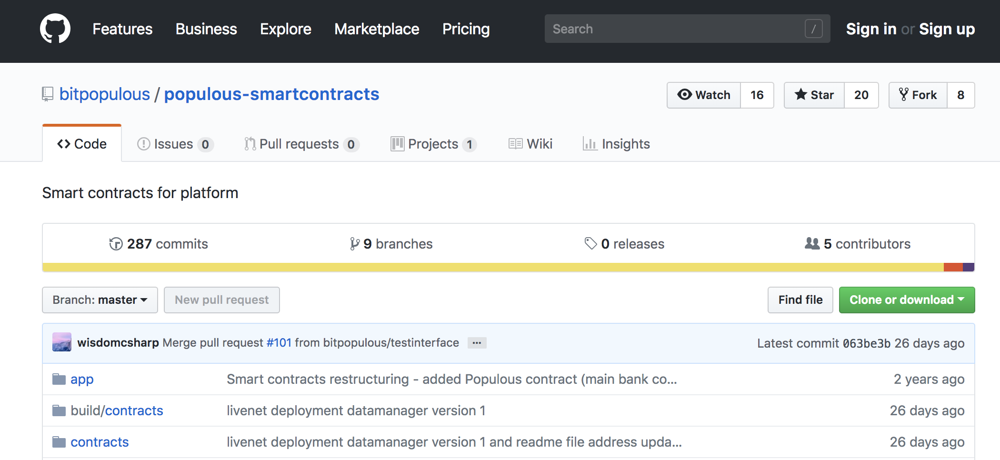 Features Business Explore Marketplace Pricing Search / Sign in or Sign up
bitpopulous / populous-smartcontracts Watch 16 Star 20 Fork 8
Code Issues 0 Pull requests 0 Projects 1 Wiki Insights
Smart contracts for platform
287 commits 9 branches 0 releases 5 contributors
Branch: master New pull request Find file Clone or download
wisdomcsharp Merge pull request #101 from bitpopulous/testinterface ... Latest commit 063be3b 26 days ago
app Smart contracts restructuring - added Populous contract (main bank co... 2 years ago
build/contracts livenet deployment datamanager version 1 26 days ago
contracts livenet deployment datamanager version 1 and readme file address upda... 26 days ago